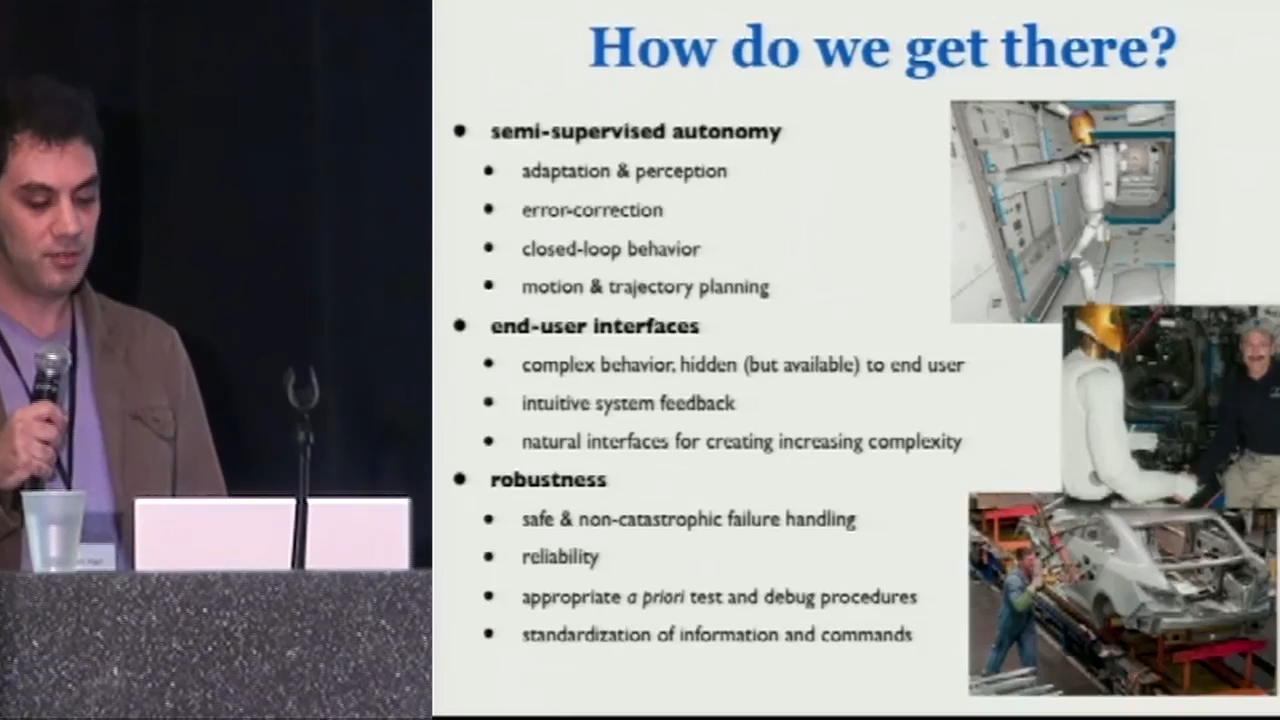 How do we get there?
semi-supervised autonomy
adaptation & perception
error-correction
closed-loop behavior
motion & trajectory planning
end-user interfaces
complex behavior, hidden (but available) to end user
intuitive system feedback
natural interfaces for creating increasing complexity
robustness
safe & non-catastrophic failure handling
reliability
appropriate a priori test and debug procedures
standardization of information and commands